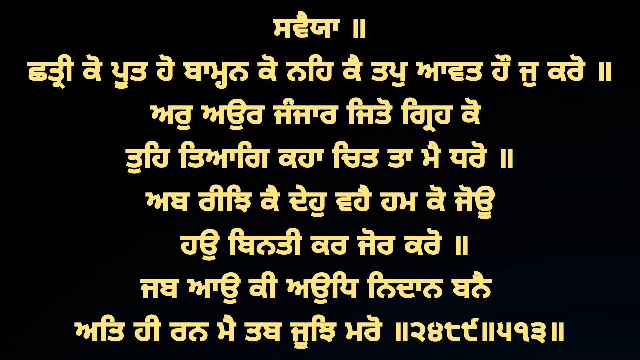 ਸਵੈਯਾ ॥
ਛਤ੍ਰੀ ਕੋ ਪੂਤ ਹੋ ਬਾਮ੍ਹਨ ਕੋ ਨਹਿ ਕੈ ਤਪੁ ਆਵਤ ਹੌ ਜੁ ਕਰੋ ॥
ਅਰੁ ਅਉਰ ਜੰਜਾਰ ਜਿਤੋ ਗ੍ਰਿਹ ਕੋ
ਤੁਹਿ ਤਿਆਗਿ ਕਹਾ ਚਿਤ ਤਾ ਮੈ ਧਰੋ ॥
ਅਬ ਰੀਝਿ ਕੈ ਦੇਹੁ ਵਹੈ ਹਮ ਕੋ ਜੋਊ
ਹਉ ਬਿਨਤੀ ਕਰ ਜੋਰ ਕਰੋ ॥
ਜਬ ਆਉ ਕੀ ਅਉਧਿ ਨਿਦਾਨ ਬਨੈ
ਅਤਿ ਹੀ ਰਨ ਮੈ ਤਬ ਜੂਝਿ ਮਰੋ ॥੨੪੮੯॥੫੧੩॥